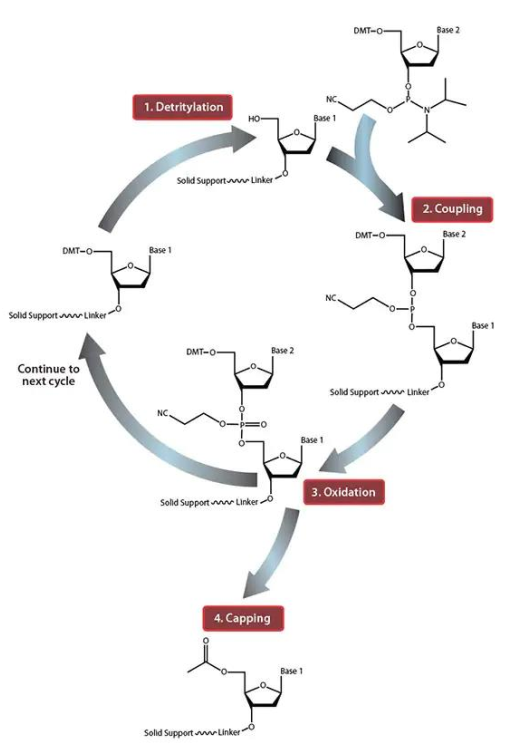 DMT–O
Base 2
O
O
NC
O
P
N
1. Detritylation
HO
Base 1
O
O
Solid Support
Linker
2. Coupling
DMT–O
Base 2
O
O
NC
O
P
O
Base 1
O
O
Solid Support
Linker
DMT–O
Base 1
O
O
Solid Support
Linker
Continue to
next cycle
DMT–O
Base 2
O
O
NC
O
P
O
O
Base 1
O
O
Solid Support
Linker
3. Oxidation
4. Capping
O
O
Base 1
O
O
Solid Support
Linker